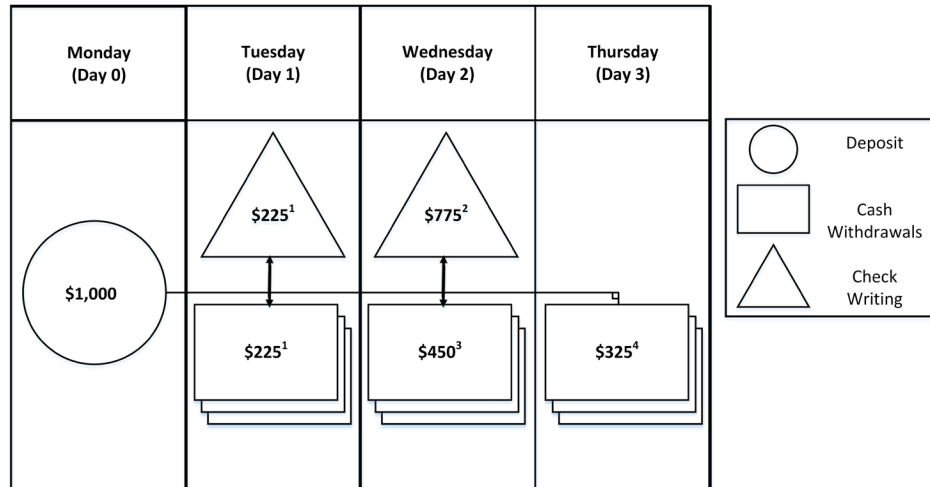 Monday
(Day 0)
Tuesday
(Day 1)
Wednesday
(Day 2)
Thursday
(Day 3)
$1,000
$225¹
$775²
$225¹
$450³
$325⁴
Deposit
Cash
Withdrawals
Check
Writing